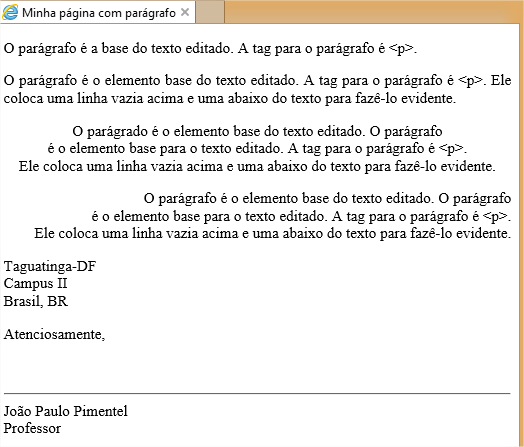 Minha página com parágrafo
O parágrafo é a base do texto editado. A tag para o parágrafo é <p>.
O parágrafo é o elemento base do texto editado. A tag para o parágrafo é <p>. Ele
coloca uma linha vazia acima e uma abaixo do texto para fazê-lo evidente.
O parágrado é o elemento base do texto editado. O parágrafo
é o elemento base para o texto editado. A tag para o parágrafo é <p>.
Ele coloca uma linha vazia acima e uma abaixo do texto para fazê-lo evidente.
O parágrafo é o elemento base do texto editado. O parágrafo
é o elemento base para o texto editado. A tag para o parágrafo é <p>.
Ele coloca uma linha vazia acima e uma abaixo do texto para fazê-lo evidente.
Taguatinga-DF
Campus II
Brasil, BR
Atenciosamente,
João Paulo Pimentel
Professor